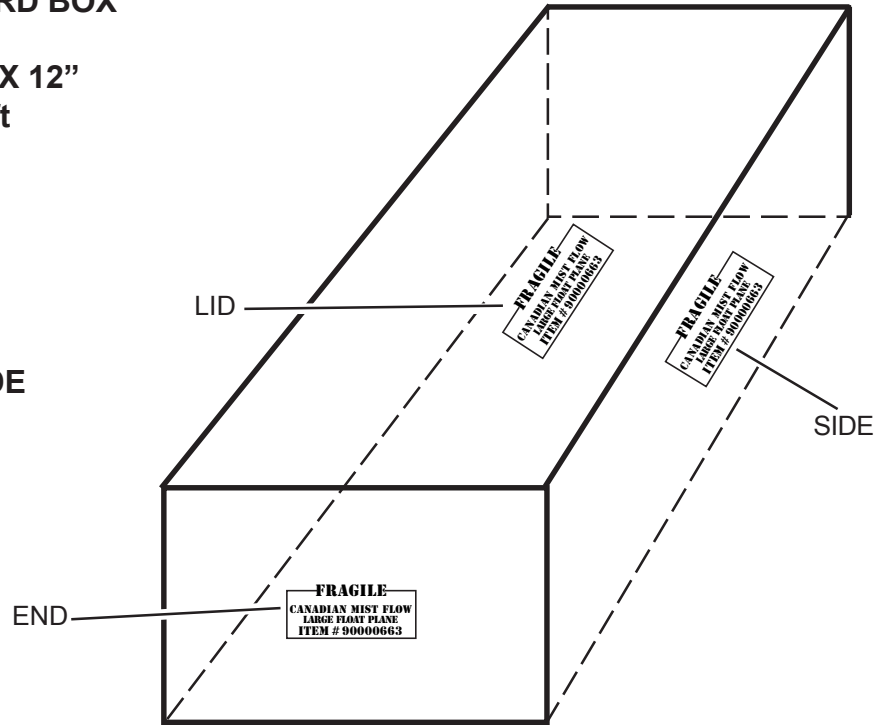 RD BOX
X 12”
ft
LID
FRAGILE
CANADIAN MIST FLOW
LARGE FLOAT PLANE
ITEM # 90000663
FRAGILE
CANADIAN MIST FLOW
LARGE FLOAT PLANE
ITEM # 90000663
DE
SIDE
END
FRAGILE
CANADIAN MIST FLOW
LARGE FLOAT PLANE
ITEM # 90000663